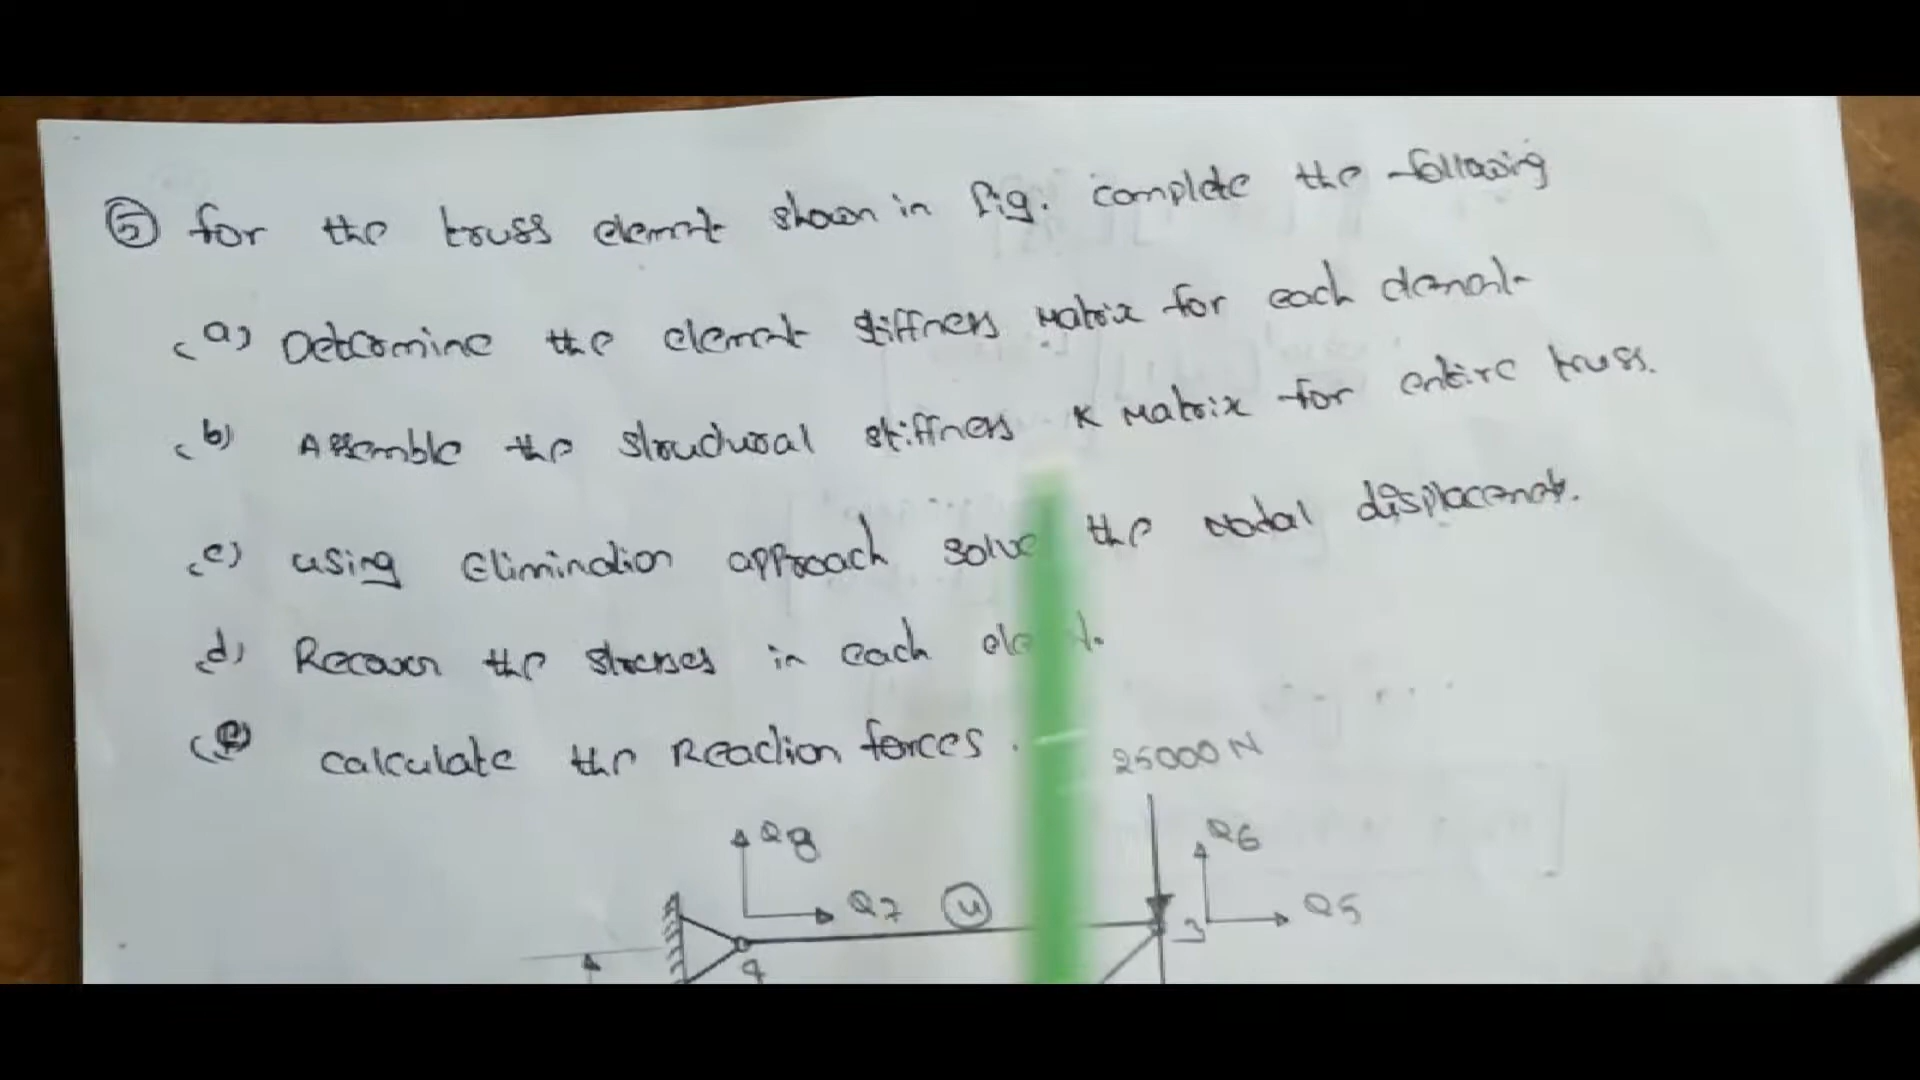 5 for the truss element shown in fig. complete the following
(a) Determine the element stiffness Matrix for each element
(b) Assemble the structural stiffness K Matrix for entire truss.
(c) using Elimination approach solve the nodal displacement.
(d) Recover the stresses in each
(e) calculate the Reaction forces.
25000 N
Q8
Q6
Q7
4
3
Q5
4